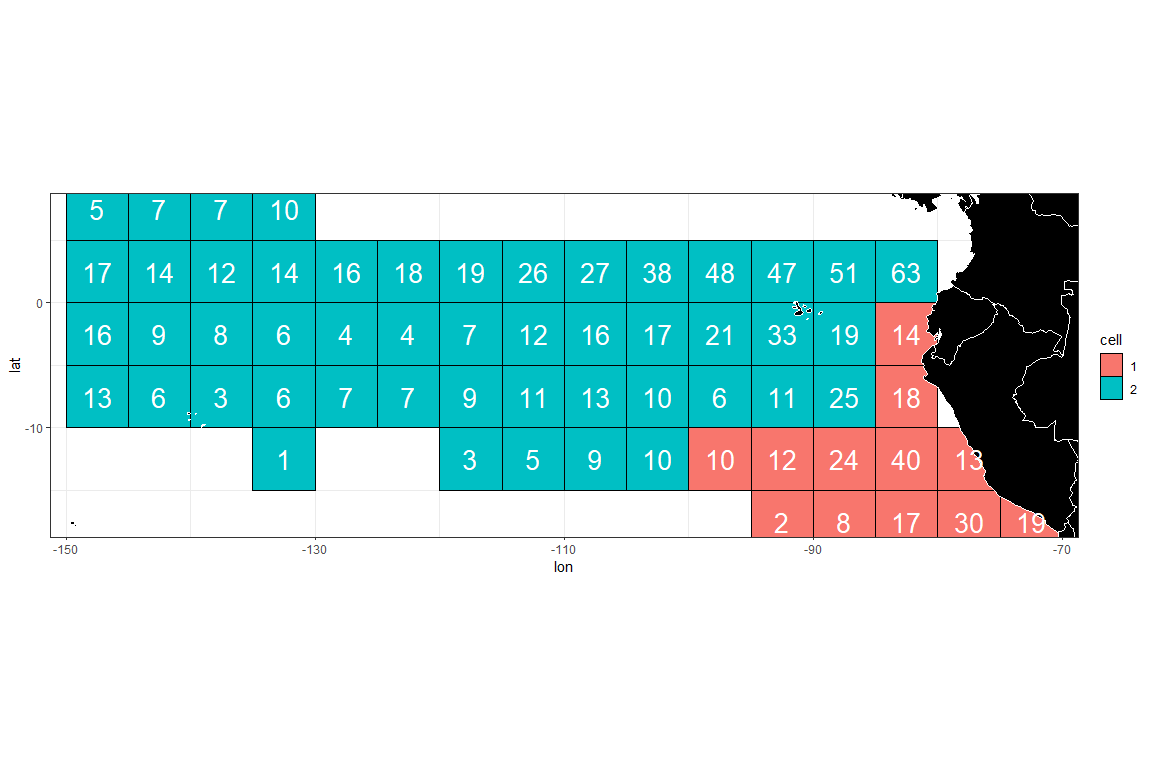 5 7 7 10
17 14 12 14 16 18 19 26 27 38 48 47 51 63
0
16 9 8 6 4 4 7 12 16 17 21 33 19 14
cell
1
2
lat
13 6 3 6 7 7 9 11 13 10 6 11 25 18
-10
1 3 5 9 10 10 12 24 40 13
2 8 17 30 19
-150 -130 -110 -90 -70
lon